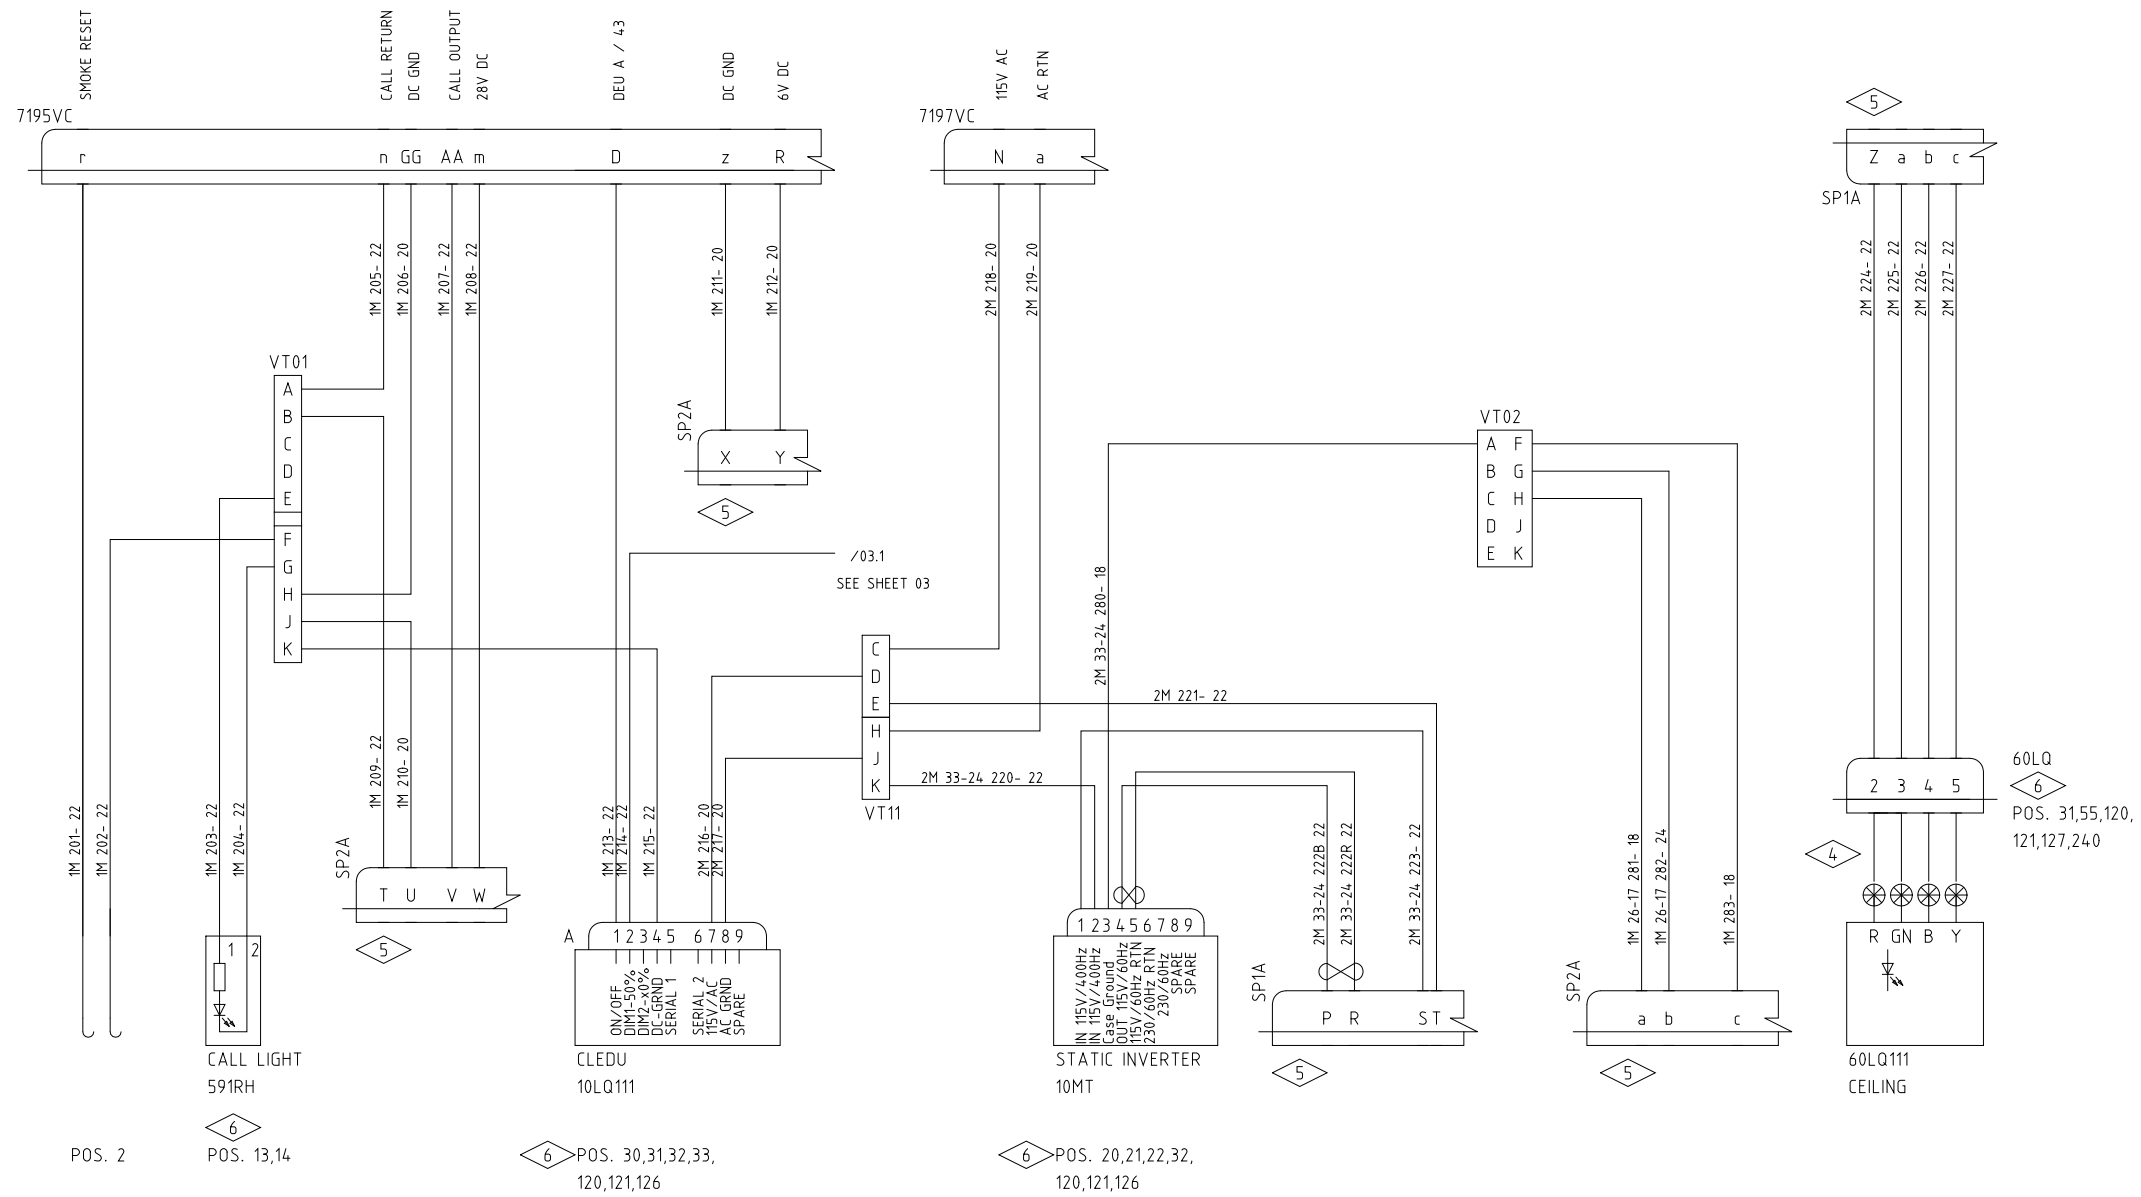 SMOKE RESET
CALL RETURN
DC GND
CALL OUTPUT
28V DC
DEU A / 43
DC GND
6V DC
115V AC
AC RTN
7195VC
7197VC
5
r n GG AA m D z R
N a
Z a b c
SP1A
1M 205- 22
1M 206- 20
1M 207- 22
1M 208- 22
1M 211- 20
1M 212- 20
2M 218- 20
2M 219- 20
2M 224- 22
2M 225- 22
2M 226- 22
2M 227- 22
VT01
A
B
C
D
E
F
G
H
J
K
SP2A
X Y
5
VT02
A F
B G
C H
D J
E K
/03.1
SEE SHEET 03
2M 33-24 280- 18
C
D
E
H
J
K
VT11
2M 221- 22
2M 33-24 220- 22
1M 209- 22
1M 210- 20
1M 201- 22
1M 202- 22
1M 203- 22
1M 204- 22
1M 213- 22
1M 214- 22
1M 215- 22
2M 216- 20
2M 217- 20
2M 33-24 222B 22
2M 33-24 222R 22
2M 33-24 223- 22
1M 26-17 281- 18
1M 26-17 282- 24
1M 283- 18
60LQ
6
POS. 31,55,120,
121,127,240
2 3 4 5
4
SP2A
T U V W
5
1 2
CALL LIGHT
591RH
6
POS. 13,14
POS. 2
A
1 2 3 4 5 6 7 8 9
ON/OFF
DIM1-50%
DIM2-x0%
DC-GRND
SERIAL 1
SERIAL 2
115V/AC
AC GRND
SPARE
CLEDU
10LQ111
6
POS. 30,31,32,33,
120,121,126
1 2 3 4 5 6 7 8 9
IN 115V/400Hz
IN 115V/400Hz
Case Ground
OUT 115V/60Hz
115V/60Hz RTN
230/60Hz RTN
230/60Hz
SPARE
SPARE
STATIC INVERTER
10MT
6
POS. 20,21,22,32,
120,121,126
SP1A
P R S T
5
SP2A
a b c
5
R GN B Y
60LQ111
CEILING